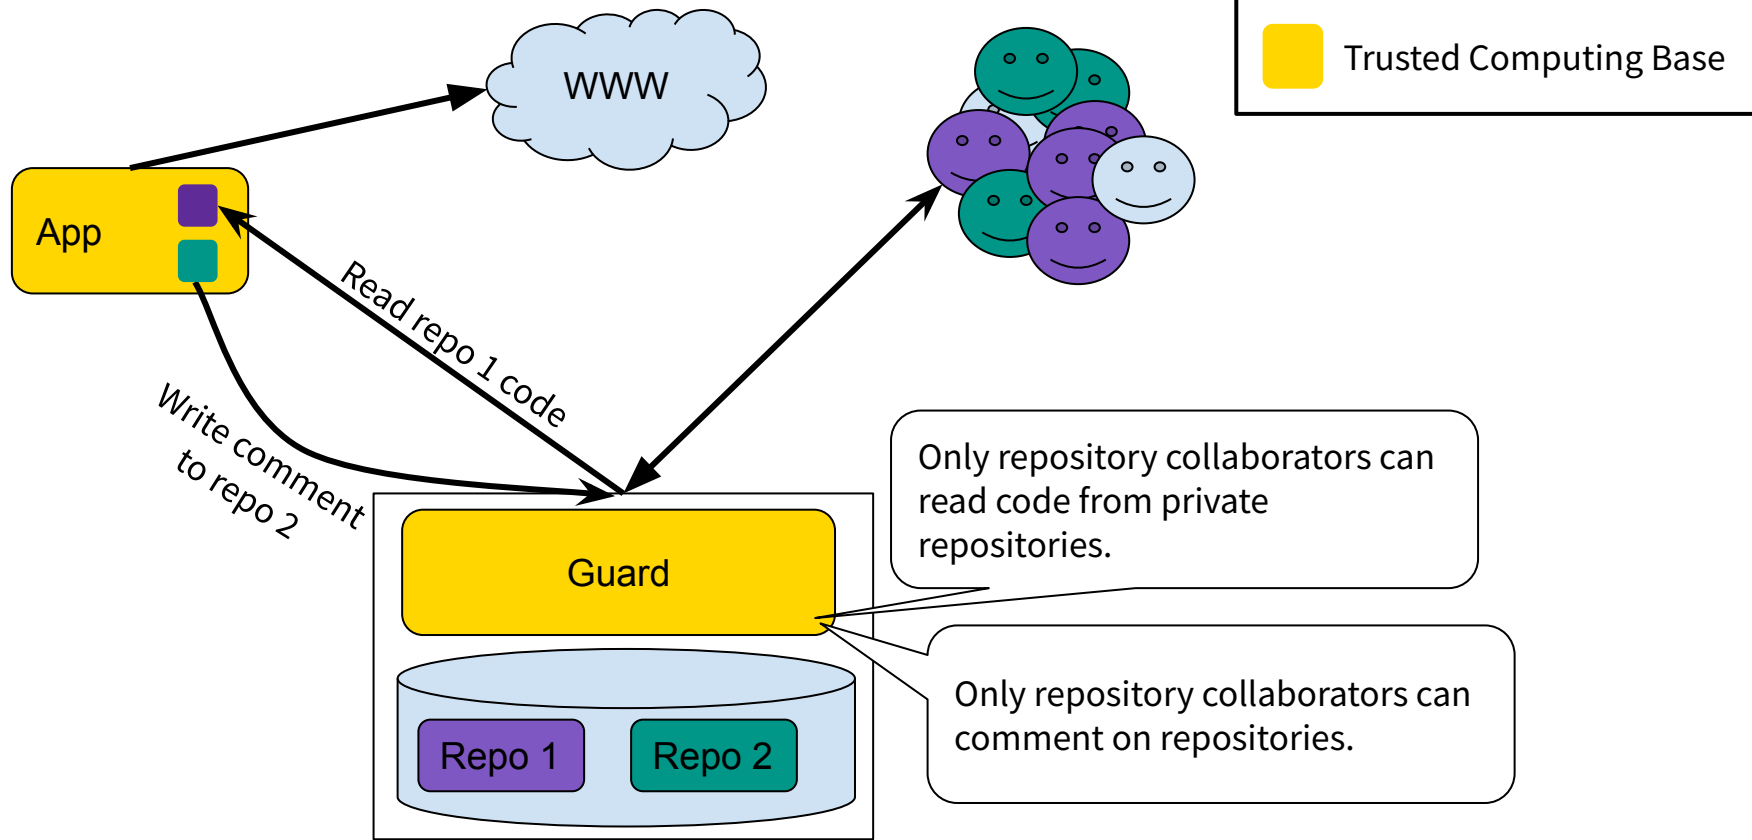 WWW
Trusted Computing Base
App
Read repo 1 code
Write comment
to repo 2
Only repository collaborators can
read code from private
repositories.
Guard
Only repository collaborators can
comment on repositories.
Repo 1
Repo 2